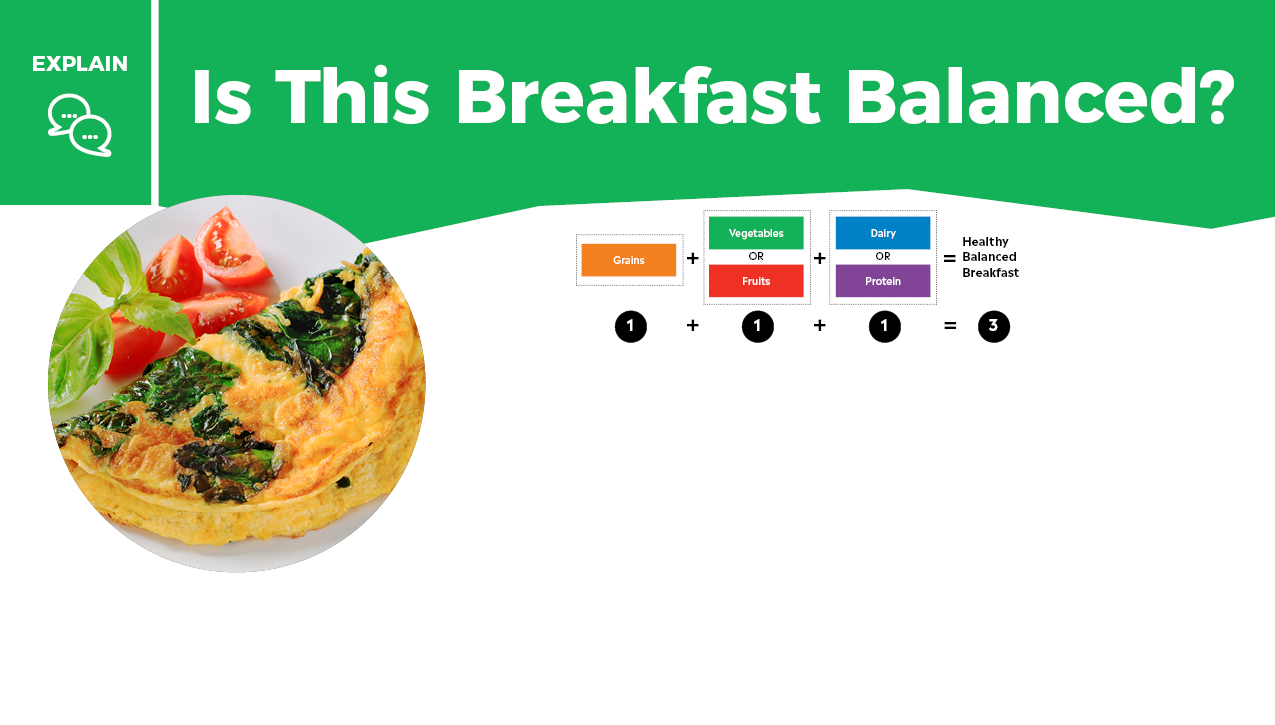 EXPLAIN
Is This Breakfast Balanced?
Grains
+
Vegetables
OR
Fruits
+
Dairy
OR
Protein
=
Healthy
Balanced
Breakfast
1 + 1 + 1 = 3